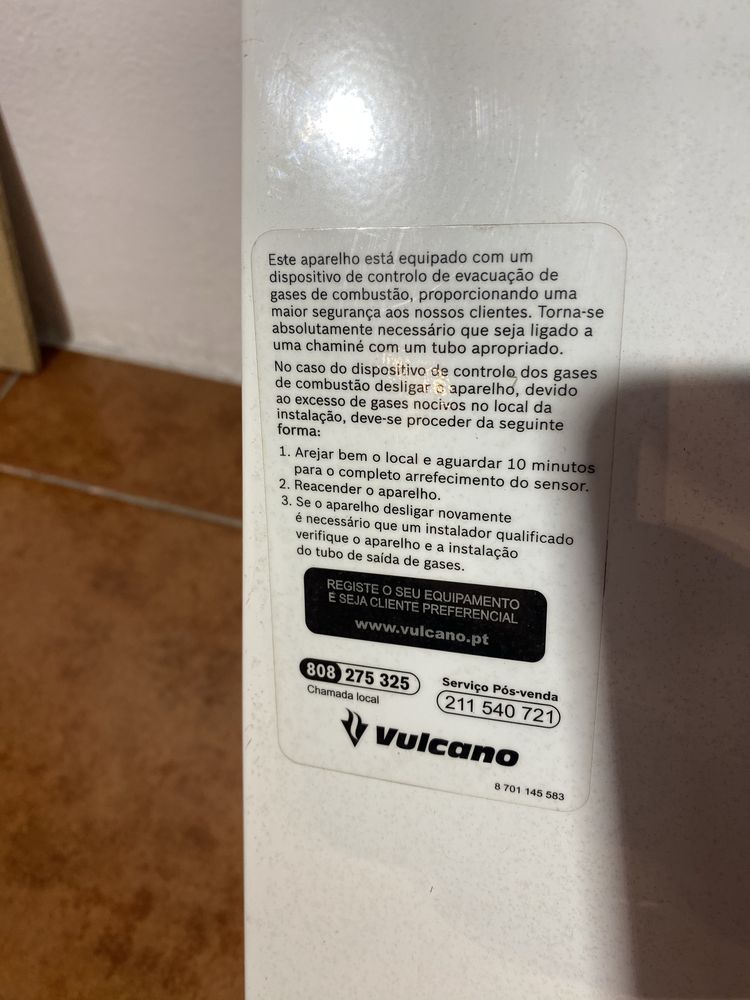 Este aparelho está equipado com um
dispositivo de controlo de evacuação de
gases de combustão, proporcionando uma
maior segurança aos nossos clientes. Torna-se
absolutamente necessário que seja ligado a
uma chaminé com um tubo apropriado.
No caso do dispositivo de controlo dos gases
de combustão desligar o aparelho, devido
ao excesso de gases nocivos no local da
instalação, deve-se proceder da seguinte
forma:
1. Arejar bem o local e aguardar 10 minutos
para o completo arrefecimento do sensor.
2. Reacender o aparelho.
3. Se o aparelho desligar novamente
é necessário que um instalador qualificado
verifique o aparelho e a instalação
do tubo de saída de gases.
REGISTE O SEU EQUIPAMENTO
E SEJA CLIENTE PREFERENCIAL
www.vulcano.pt
808 275 325
Chamada local
Serviço Pós-venda
211 540 721
vulcano
8 701 145 583